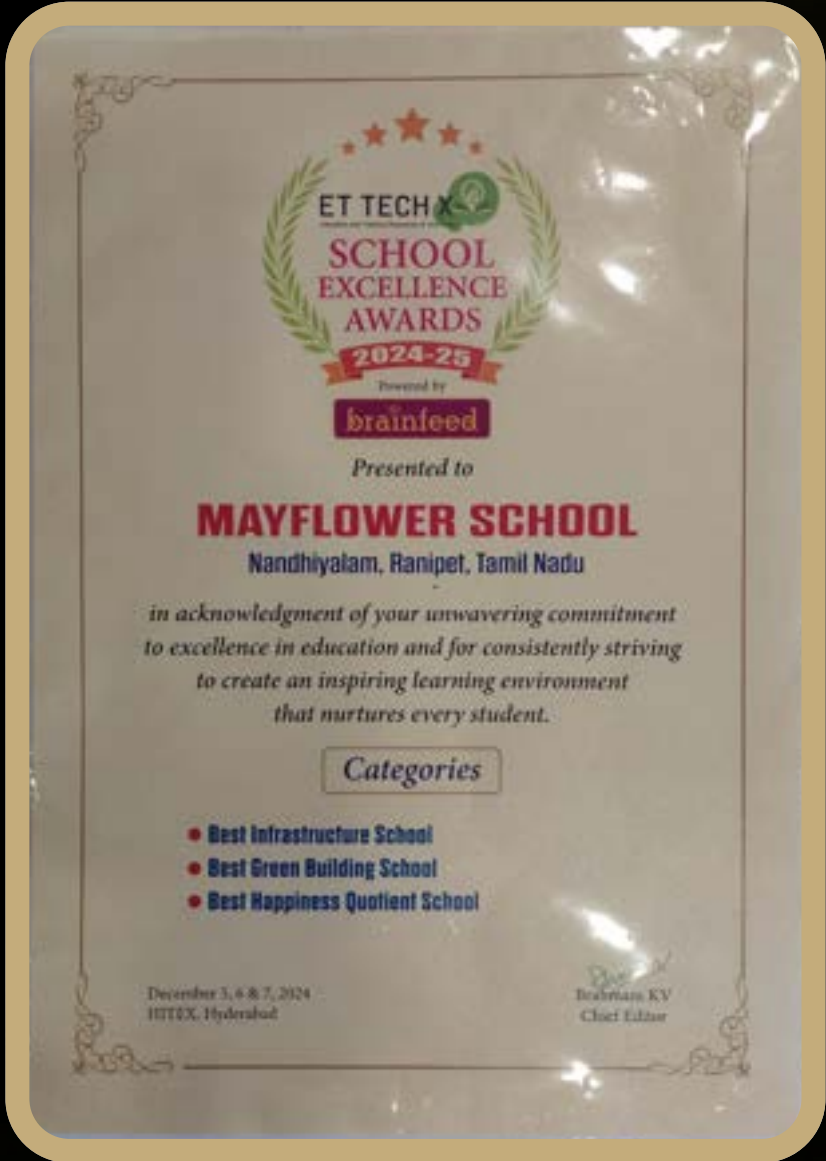 ET TECH X
SCHOOL
EXCELLENCE
AWARDS
2024-25
Powered by
brainfeed
Presented to
MAYFLOWER SCHOOL
Nandhiyalam, Ranipet, Tamil Nadu
in acknowledgment of your unwavering commitment
to excellence in education and for consistently striving
to create an inspiring learning environment
that nurtures every student.
Categories
• Best Infrastructure School
• Best Green Building School
• Best Happiness Quotient School
December 5, 6 & 7, 2024
HITEX, Hyderabad
KV
Chief Editor